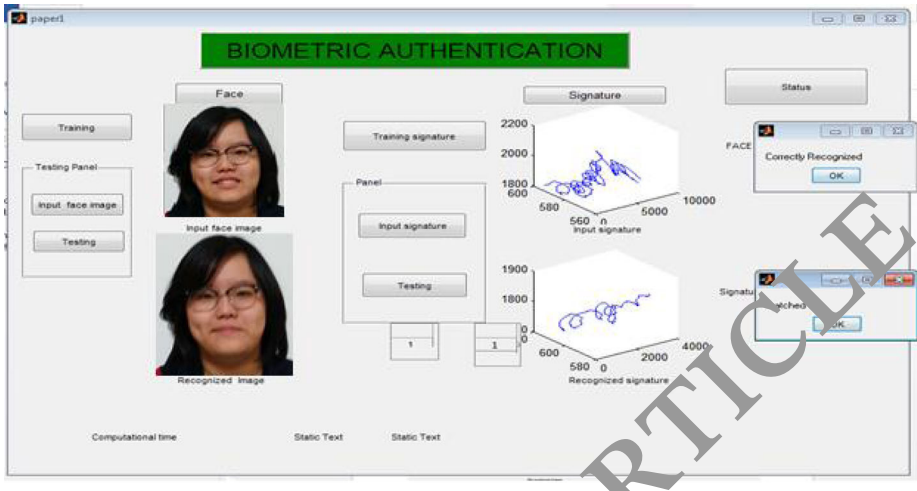 paper1
BIOMETRIC AUTHENTICATION
Face
Signature
Status
Training
Training signature
Testing Panel
Input face image
Testing
Input face image
Recognized Image
Panel
Input signature
Testing
1
1
2200
2000
1800
600
580
560
0
5000
10000
Input signature
1900
1800
0
600
580
0
2000
4000
Recognized signature
FACE
Correctly Recognized
OK
OK
Computational time
Static Text
Static Text
RTICLE